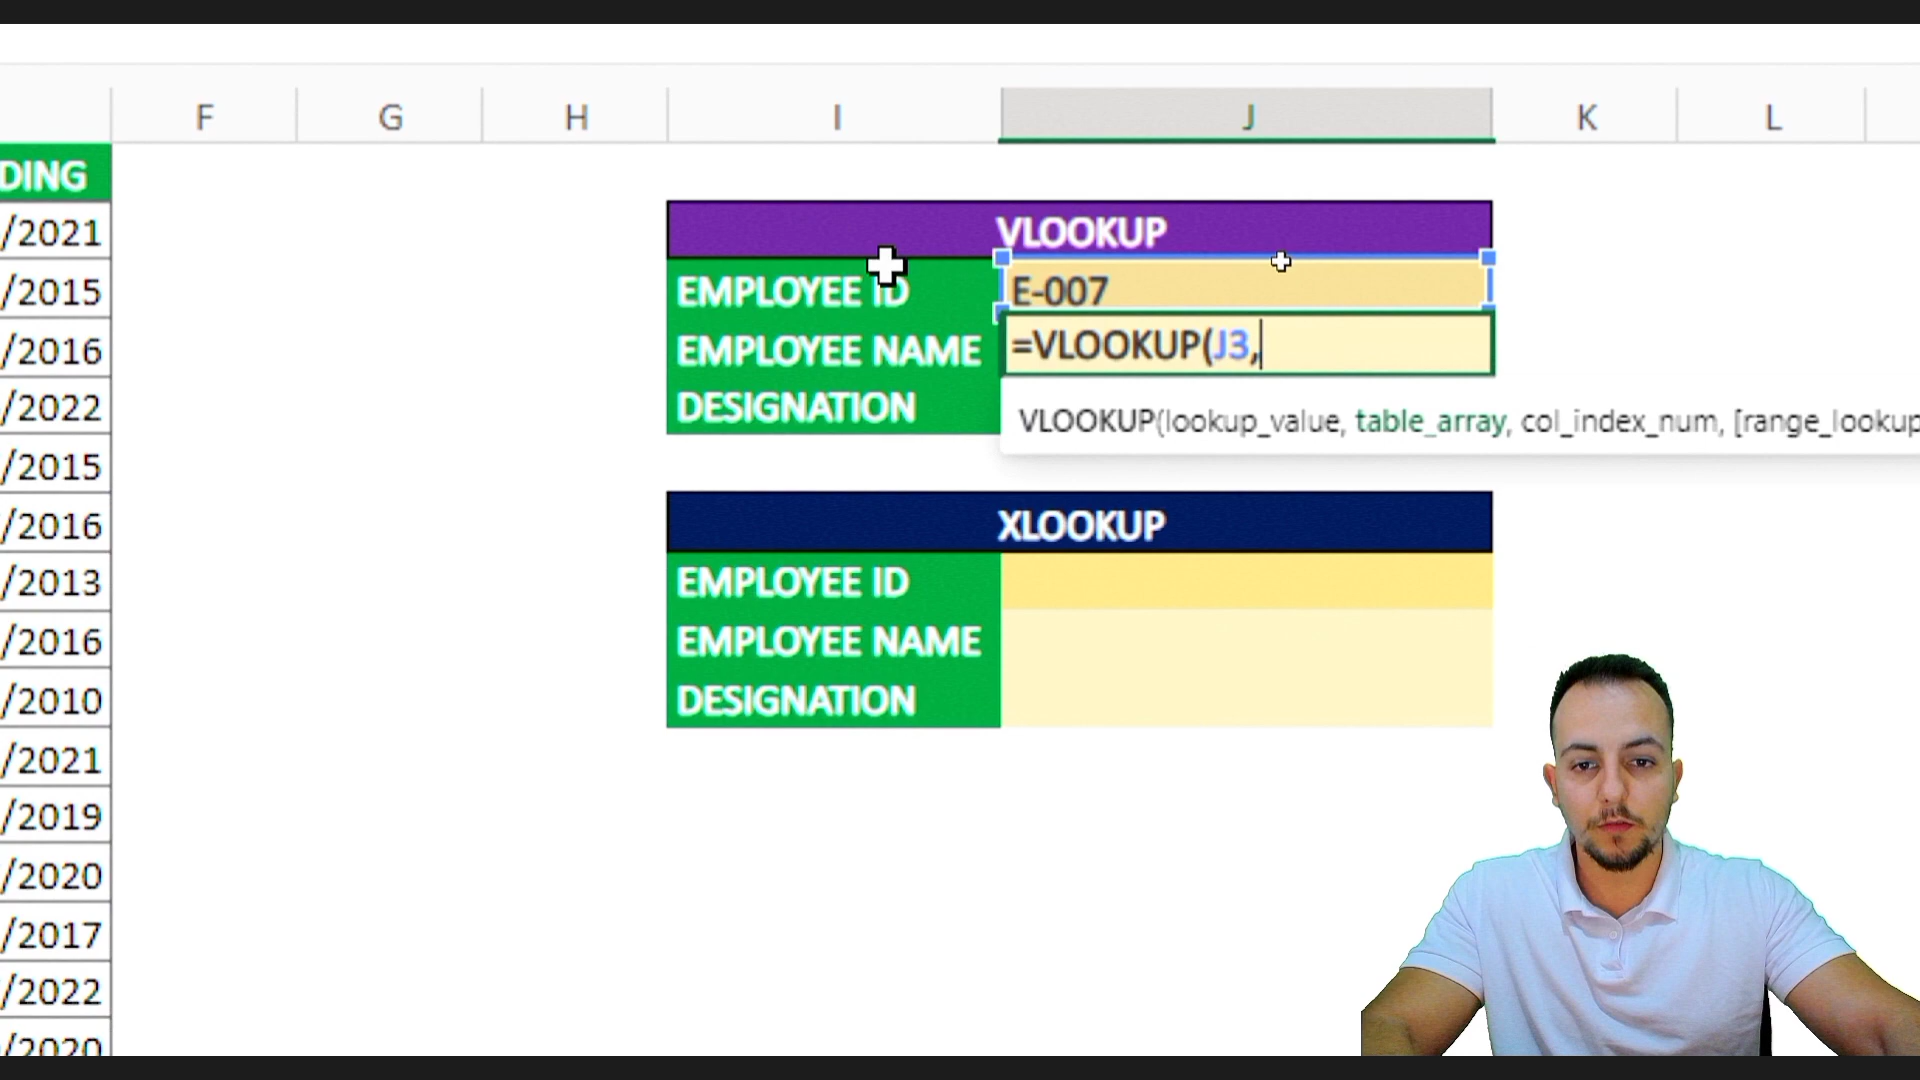 F G H I J K L
DING
/2021
VLOOKUP
/2015
EMPLOYEE ID
E-007
/2016
EMPLOYEE NAME
=VLOOKUP(J3,
/2022
DESIGNATION
VLOOKUP(lookup_value, table_array, col_index_num, [range_lookup
/2015
/2016
XLOOKUP
/2013
EMPLOYEE ID
/2016
EMPLOYEE NAME
/2010
DESIGNATION
/2021
/2019
/2020
/2017
/2022
/2020